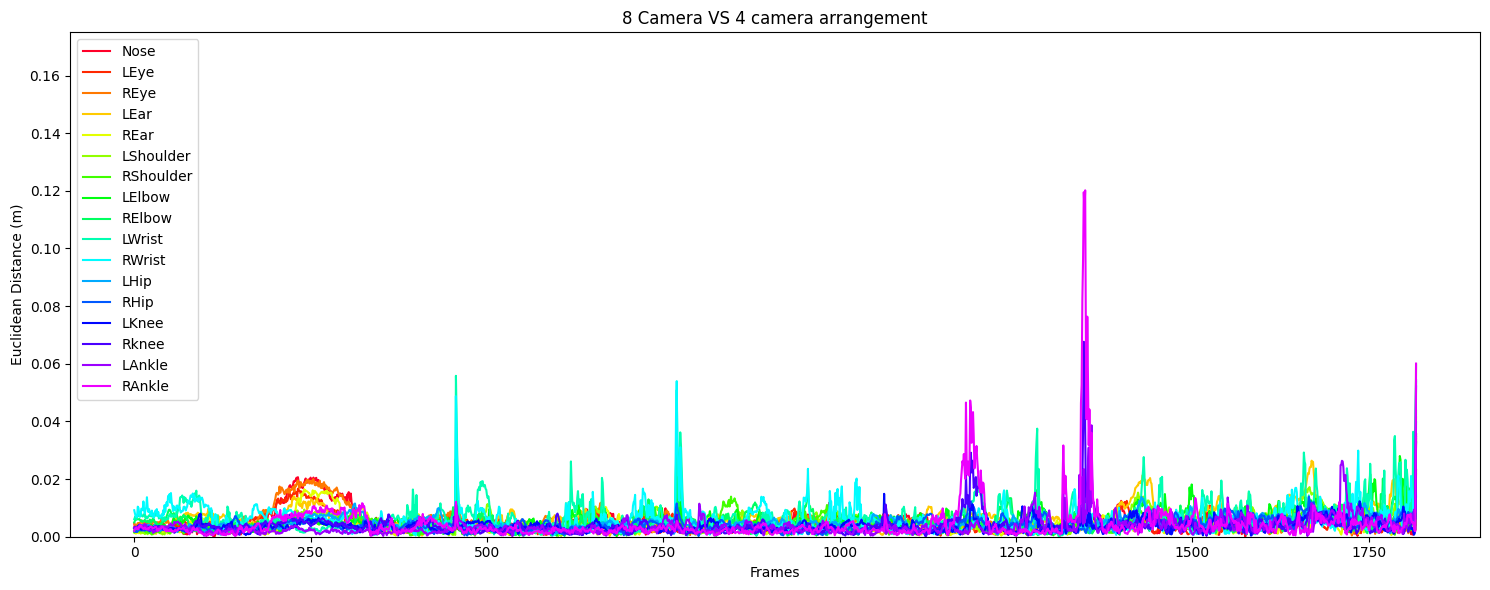 8 Camera VS 4 camera arrangement
Nose
LEye
REye
LEar
REar
LShoulder
RShoulder
LElbow
RElbow
LWrist
RWrist
LHip
RHip
LKnee
Rknee
LAnkle
RAnkle
Euclidean Distance (m)
0.16
0.14
0.12
0.10
0.08
0.06
0.04
0.02
0.00
0 250 500 750 1000 1250 1500 1750
Frames